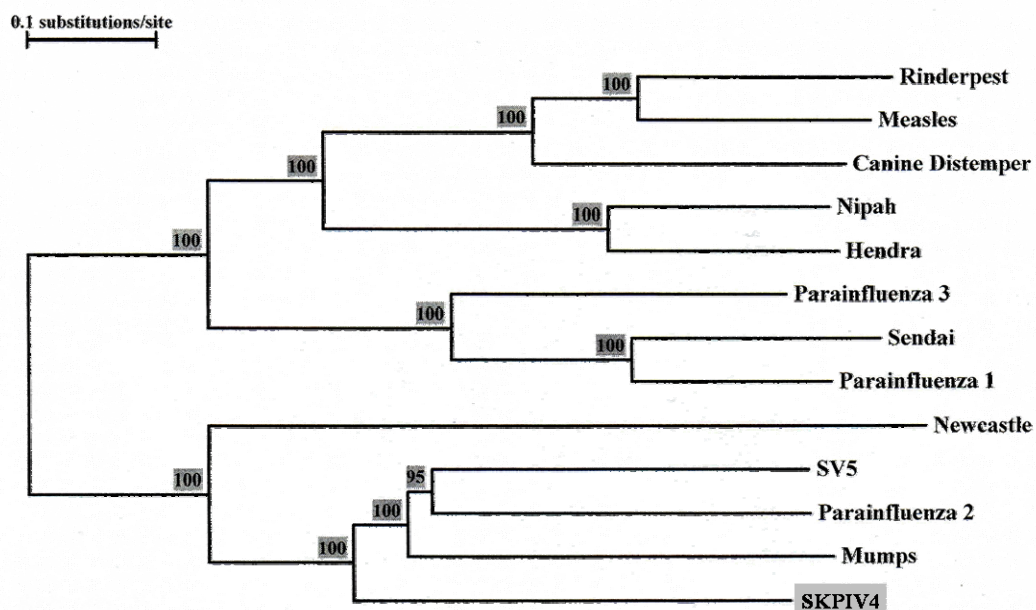 0.1 substitutions/site
Rinderpest
100
Measles
100
Canine Distemper
100
Nipah
100
Hendra
100
Parainfluenza 3
100
Sendai
100
Parainfluenza 1
Newcastle
SV5
95
100
Parainfluenza 2
100
Mumps
100
SKPIV4